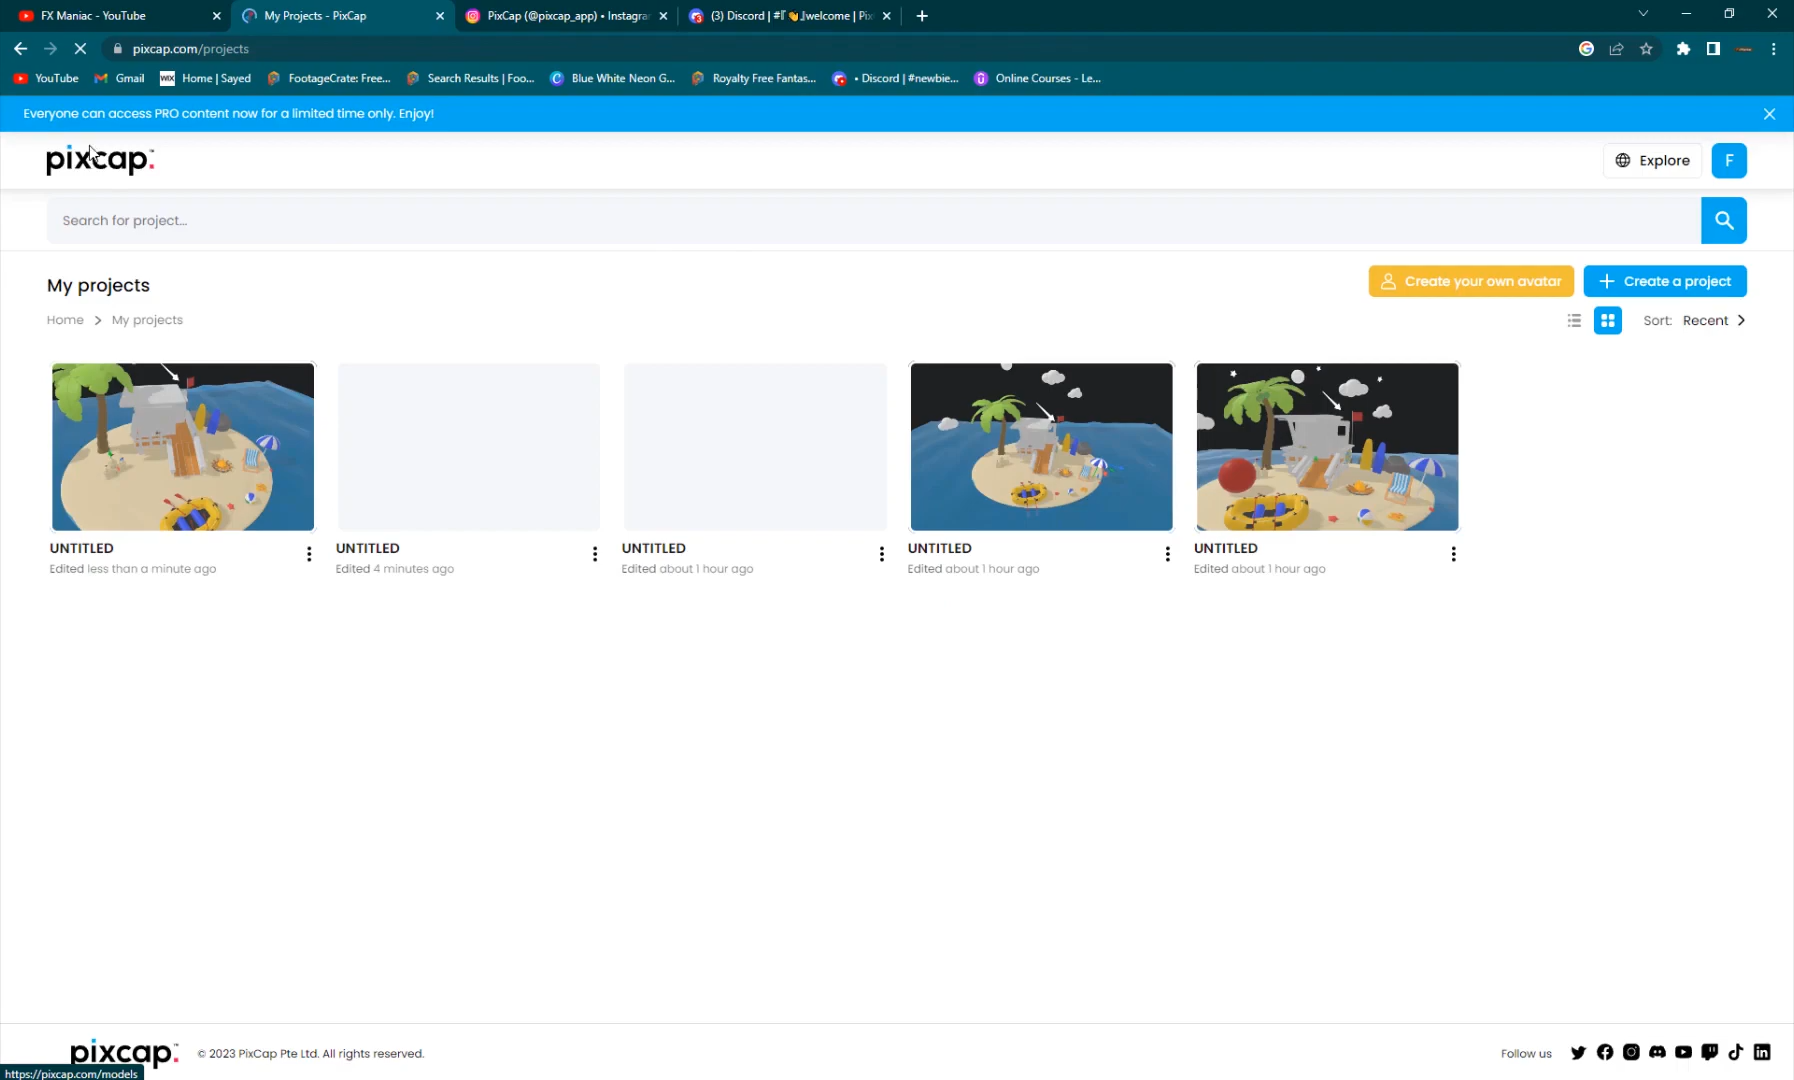 FX Maniac - YouTube
My Projects - PixCap
PixCap (@pixcap_app) • Instagra
(3) Discord | #『👋』welcome | Pix
pixcap.com/projects
YouTube
Gmail
WIX
Home | Sayed
FootageCrate: Free...
Search Results | Foo...
Blue White Neon G...
Royalty Free Fantas...
• Discord | #newbie...
Online Courses - Le...
Everyone can access PRO content now for a limited time only. Enjoy!
pixcap.™
Explore
F
Search for project...
My projects
Create your own avatar
Create a project
Home > My projects
Sort: Recent
UNTITLED
Edited less than a minute ago
UNTITLED
Edited 4 minutes ago
UNTITLED
Edited about 1 hour ago
UNTITLED
Edited about 1 hour ago
UNTITLED
Edited about 1 hour ago
pixcap.™
© 2023 PixCap Pte Ltd. All rights reserved.
Follow us
https://pixcap.com/models